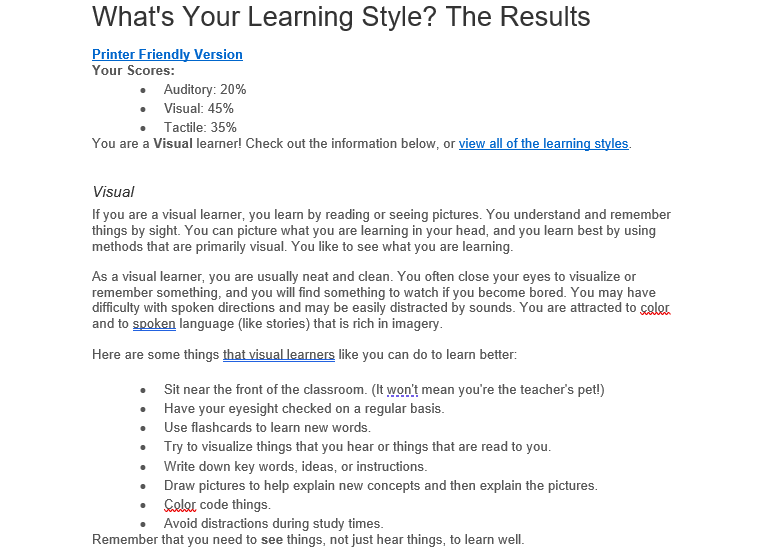 What's Your Learning Style? The Results
Printer Friendly Version
Your Scores:
• Auditory: 20%
• Visual: 45%
• Tactile: 35%
You are a Visual learner! Check out the information below, or view all of the learning styles.
Visual
If you are a visual learner, you learn by reading or seeing pictures. You understand and remember
things by sight. You can picture what you are learning in your head, and you learn best by using
methods that are primarily visual. You like to see what you are learning.
As a visual learner, you are usually neat and clean. You often close your eyes to visualize or
remember something, and you will find something to watch if you become bored. You may have
difficulty with spoken directions and may be easily distracted by sounds. You are attracted to color
and to spoken language (like stories) that is rich in imagery.
Here are some things that visual learners like you can do to learn better:
• Sit near the front of the classroom. (It won't mean you're the teacher's pet!)
• Have your eyesight checked on a regular basis.
• Use flashcards to learn new words.
• Try to visualize things that you hear or things that are read to you.
• Write down key words, ideas, or instructions.
• Draw pictures to help explain new concepts and then explain the pictures.
• Color code things.
• Avoid distractions during study times.
Remember that you need to see things, not just hear things, to learn well.